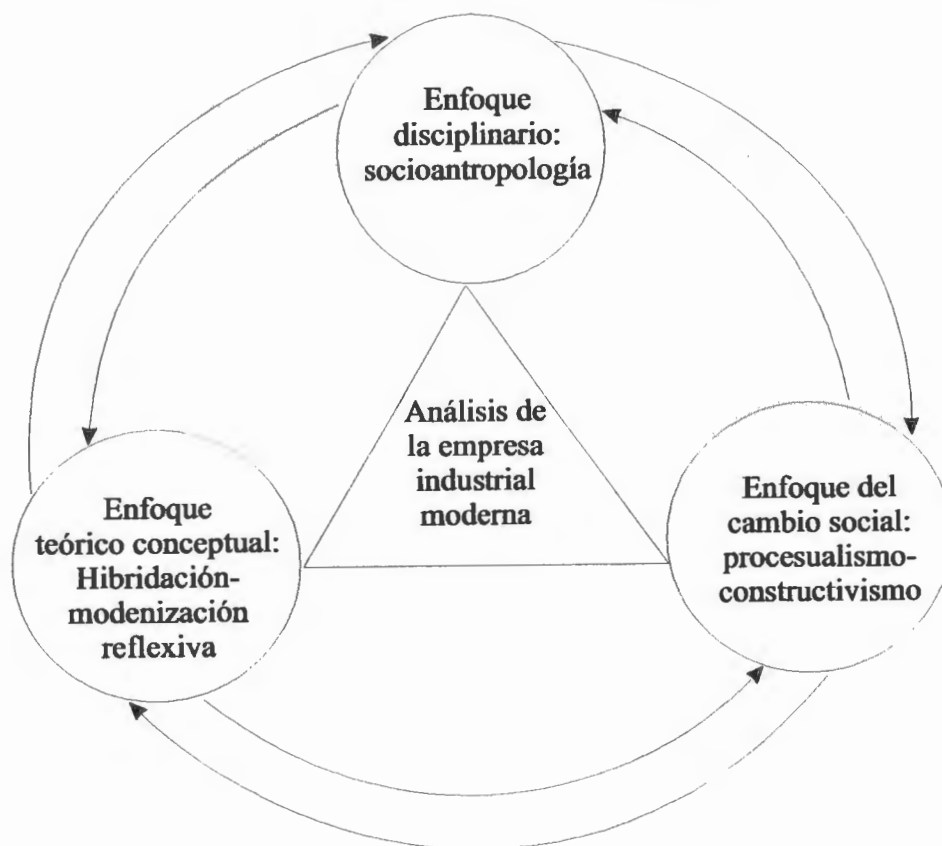 Enfoque
disciplinario:
socioantropología
Análisis de
la empresa
industrial
moderna
Enfoque
teórico conceptual:
Hibridación-
modenización
reflexiva
Enfoque del
cambio social:
procesualismo-
constructivismo